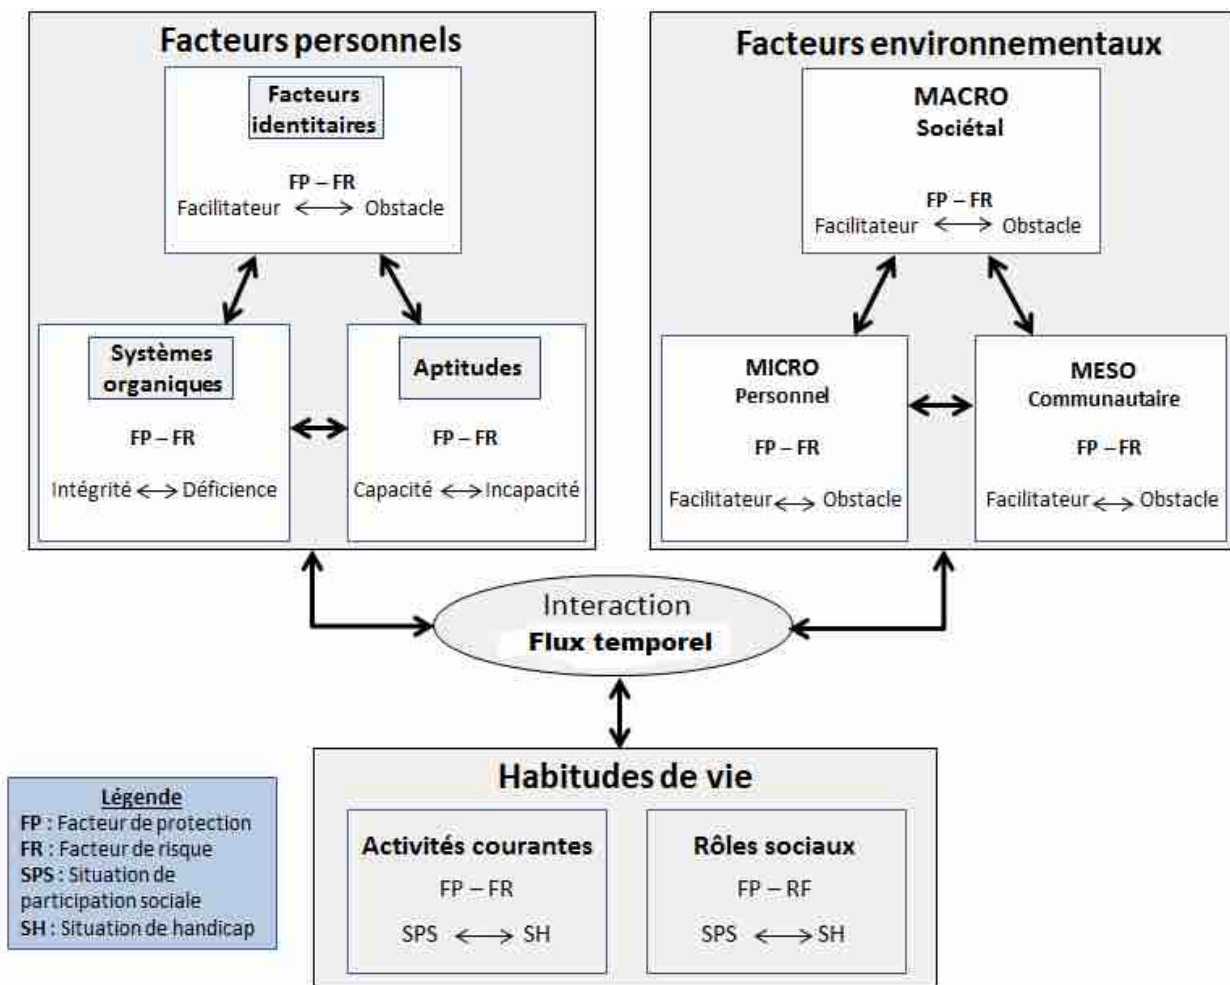 Facteurs personnels
Facteurs
identitaires
FP – FR
Facilitateur Obstacle
Systèmes
organiques
FP – FR
Intégrité Déficience
Aptitudes
FP – FR
Capacité Incapacité
Facteurs environnementaux
MACRO
Sociétal
FP – FR
Facilitateur Obstacle
MICRO
Personnel
FP – FR
Facilitateur Obstacle
MESO
Communautaire
FP – FR
Facilitateur Obstacle
Interaction
Flux temporel
Habitudes de vie
Activités courantes
FP – FR
SPS SH
Rôles sociaux
FP – RF
SPS SH
Légende
FP : Facteur de protection
FR : Facteur de risque
SPS : Situation de
participation sociale
SH : Situation de handicap